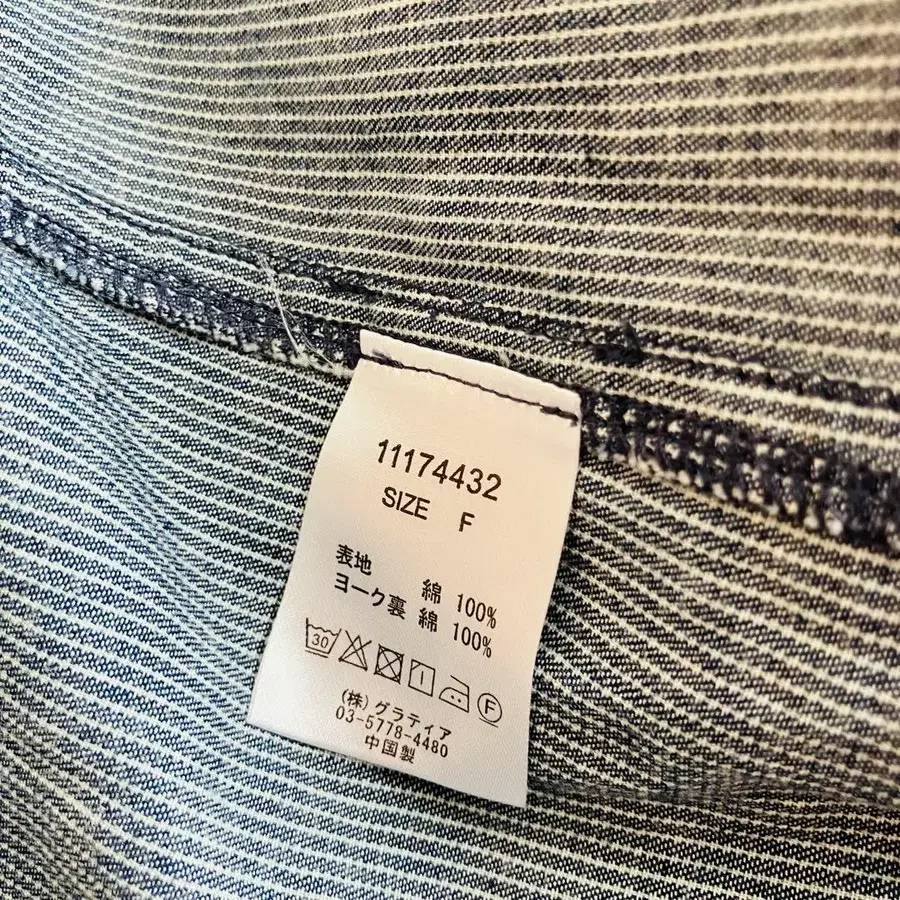 11174432
SIZE F
表地 綿 100%
ヨーク裏 綿 100%
30 F
(株)グラティア
03-5778-4480
中国製